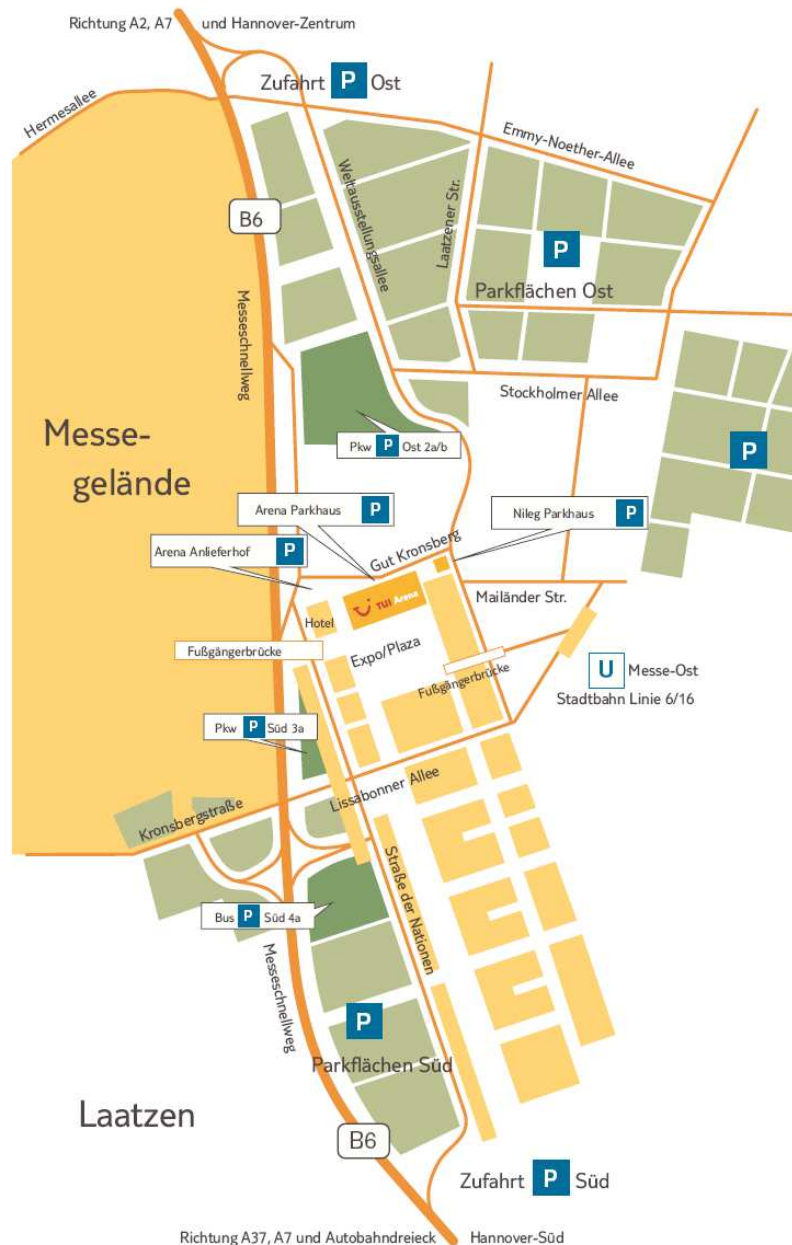 Richtung A2, A7 und Hannover-Zentrum
Zufahrt P Ost
Hermesallee
Emmy-Noether-Allee
Weltausstellungsallee
Laatzener Str.
B6
P
Parkflächen Ost
Messeschnellweg
Stockholmer Allee
Messe-
gelände
Pkw P Ost 2a/b
P
Arena Parkhaus P
Nileg Parkhaus P
Arena Anlieferhof P
Gut Kronsberg
TUI Arena
Mailänder Str.
Hotel
Fußgängerbrücke
Expo/Plaza
Fußgängerbrücke
U Messe-Ost
Stadtbahn Linie 6/16
Pkw P Süd 3a
Lissabonner Allee
Kronsbergstraße
Straße der Nationen
Bus P Süd 4a
Messeschnellweg
P
Parkflächen Süd
Laatzen
B6
Zufahrt P Süd
Richtung A37, A7 und Autobahndreieck Hannover-Süd